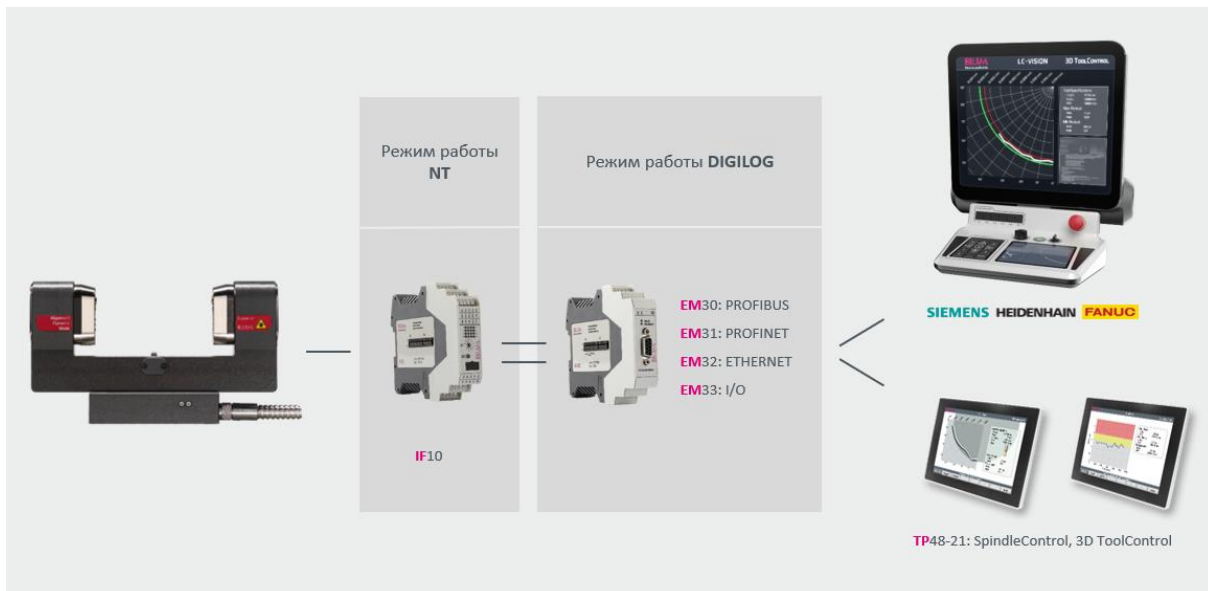 Режим работы
NT
Режим работы DIGILOG
IF10
EM30: PROFIBUS
EM31: PROFINET
EM32: ETHERNET
EM33: I/O
BLUM
LC-VISION
3D TOOLCONTROL
SIEMENS HEIDENHAIN FANUC
TP48-21: SpindleControl, 3D ToolControl